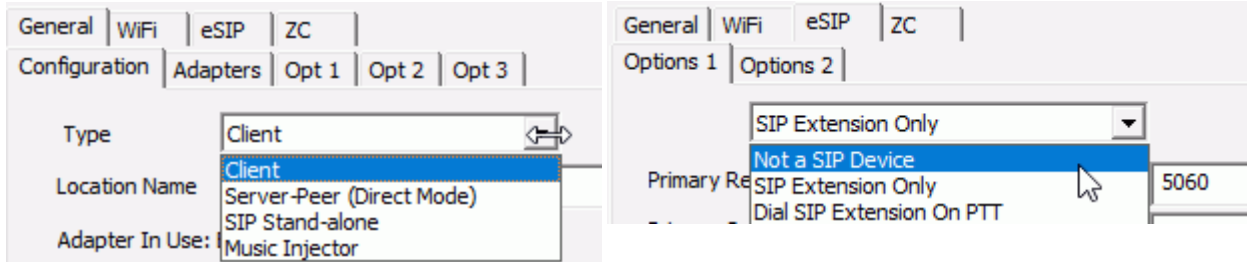 General WiFi eSIP ZC
Configuration Adapters Opt 1 Opt 2 Opt 3
Type Client
Client
Server-Peer (Direct Mode)
Location Name
SIP Stand-alone
Adapter In Use:
Music Injector
General WiFi eSIP ZC
Options 1 Options 2
SIP Extension Only
Not a SIP Device
Primary Re
SIP Extension Only
5060
Dial SIP Extension On PTT